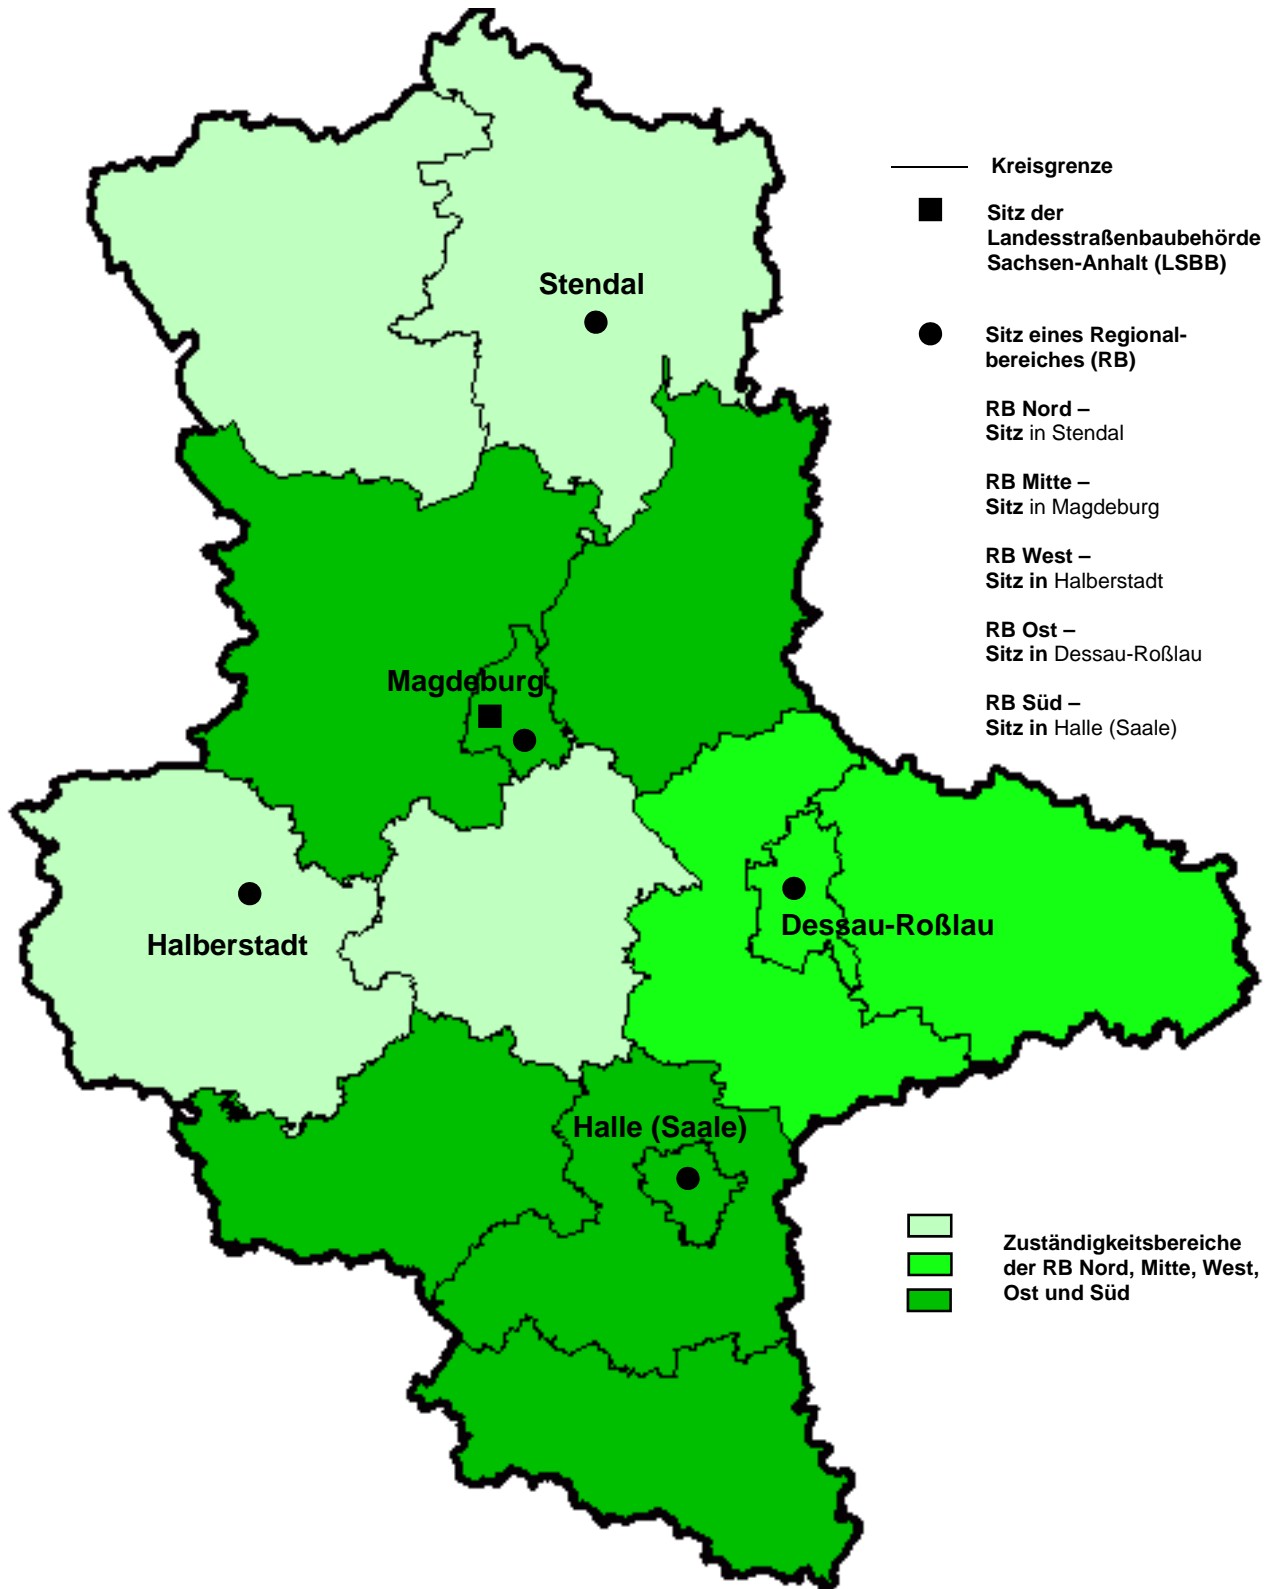 Stendal
Magdeburg
Halberstadt
Dessau-Roßlau
Halle (Saale)
Kreisgrenze
Sitz der
Landesstraßenbaubehörde
Sachsen-Anhalt (LSBB)
Sitz eines Regional-
bereiches (RB)
RB Nord –
Sitz in Stendal
RB Mitte –
Sitz in Magdeburg
RB West –
Sitz in Halberstadt
RB Ost –
Sitz in Dessau-Roßlau
RB Süd –
Sitz in Halle (Saale)
Zuständigkeitsbereiche
der RB Nord, Mitte, West,
Ost und Süd